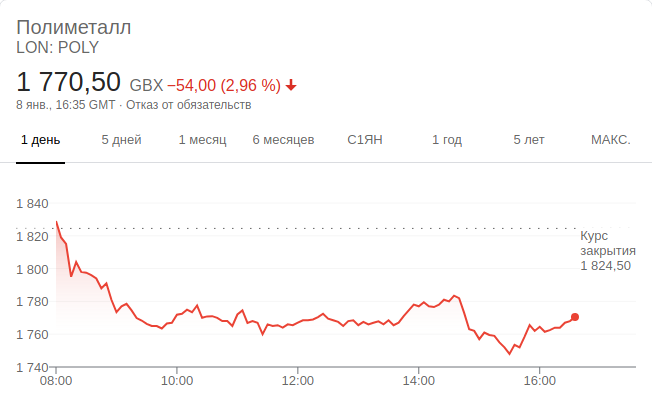 Полиметалл
LON: POLY
1 770,50 GBX −54,00 (2,96 %)
8 янв., 16:35 GMT · Отказ от обязательств
1 день 5 дней 1 месяц 6 месяцев С1ЯН 1 год 5 лет МАКС.
1 840
1 820
1 800
1 780
1 760
1 740
Курс
закрытия
1 824,50
08:00 10:00 12:00 14:00 16:00